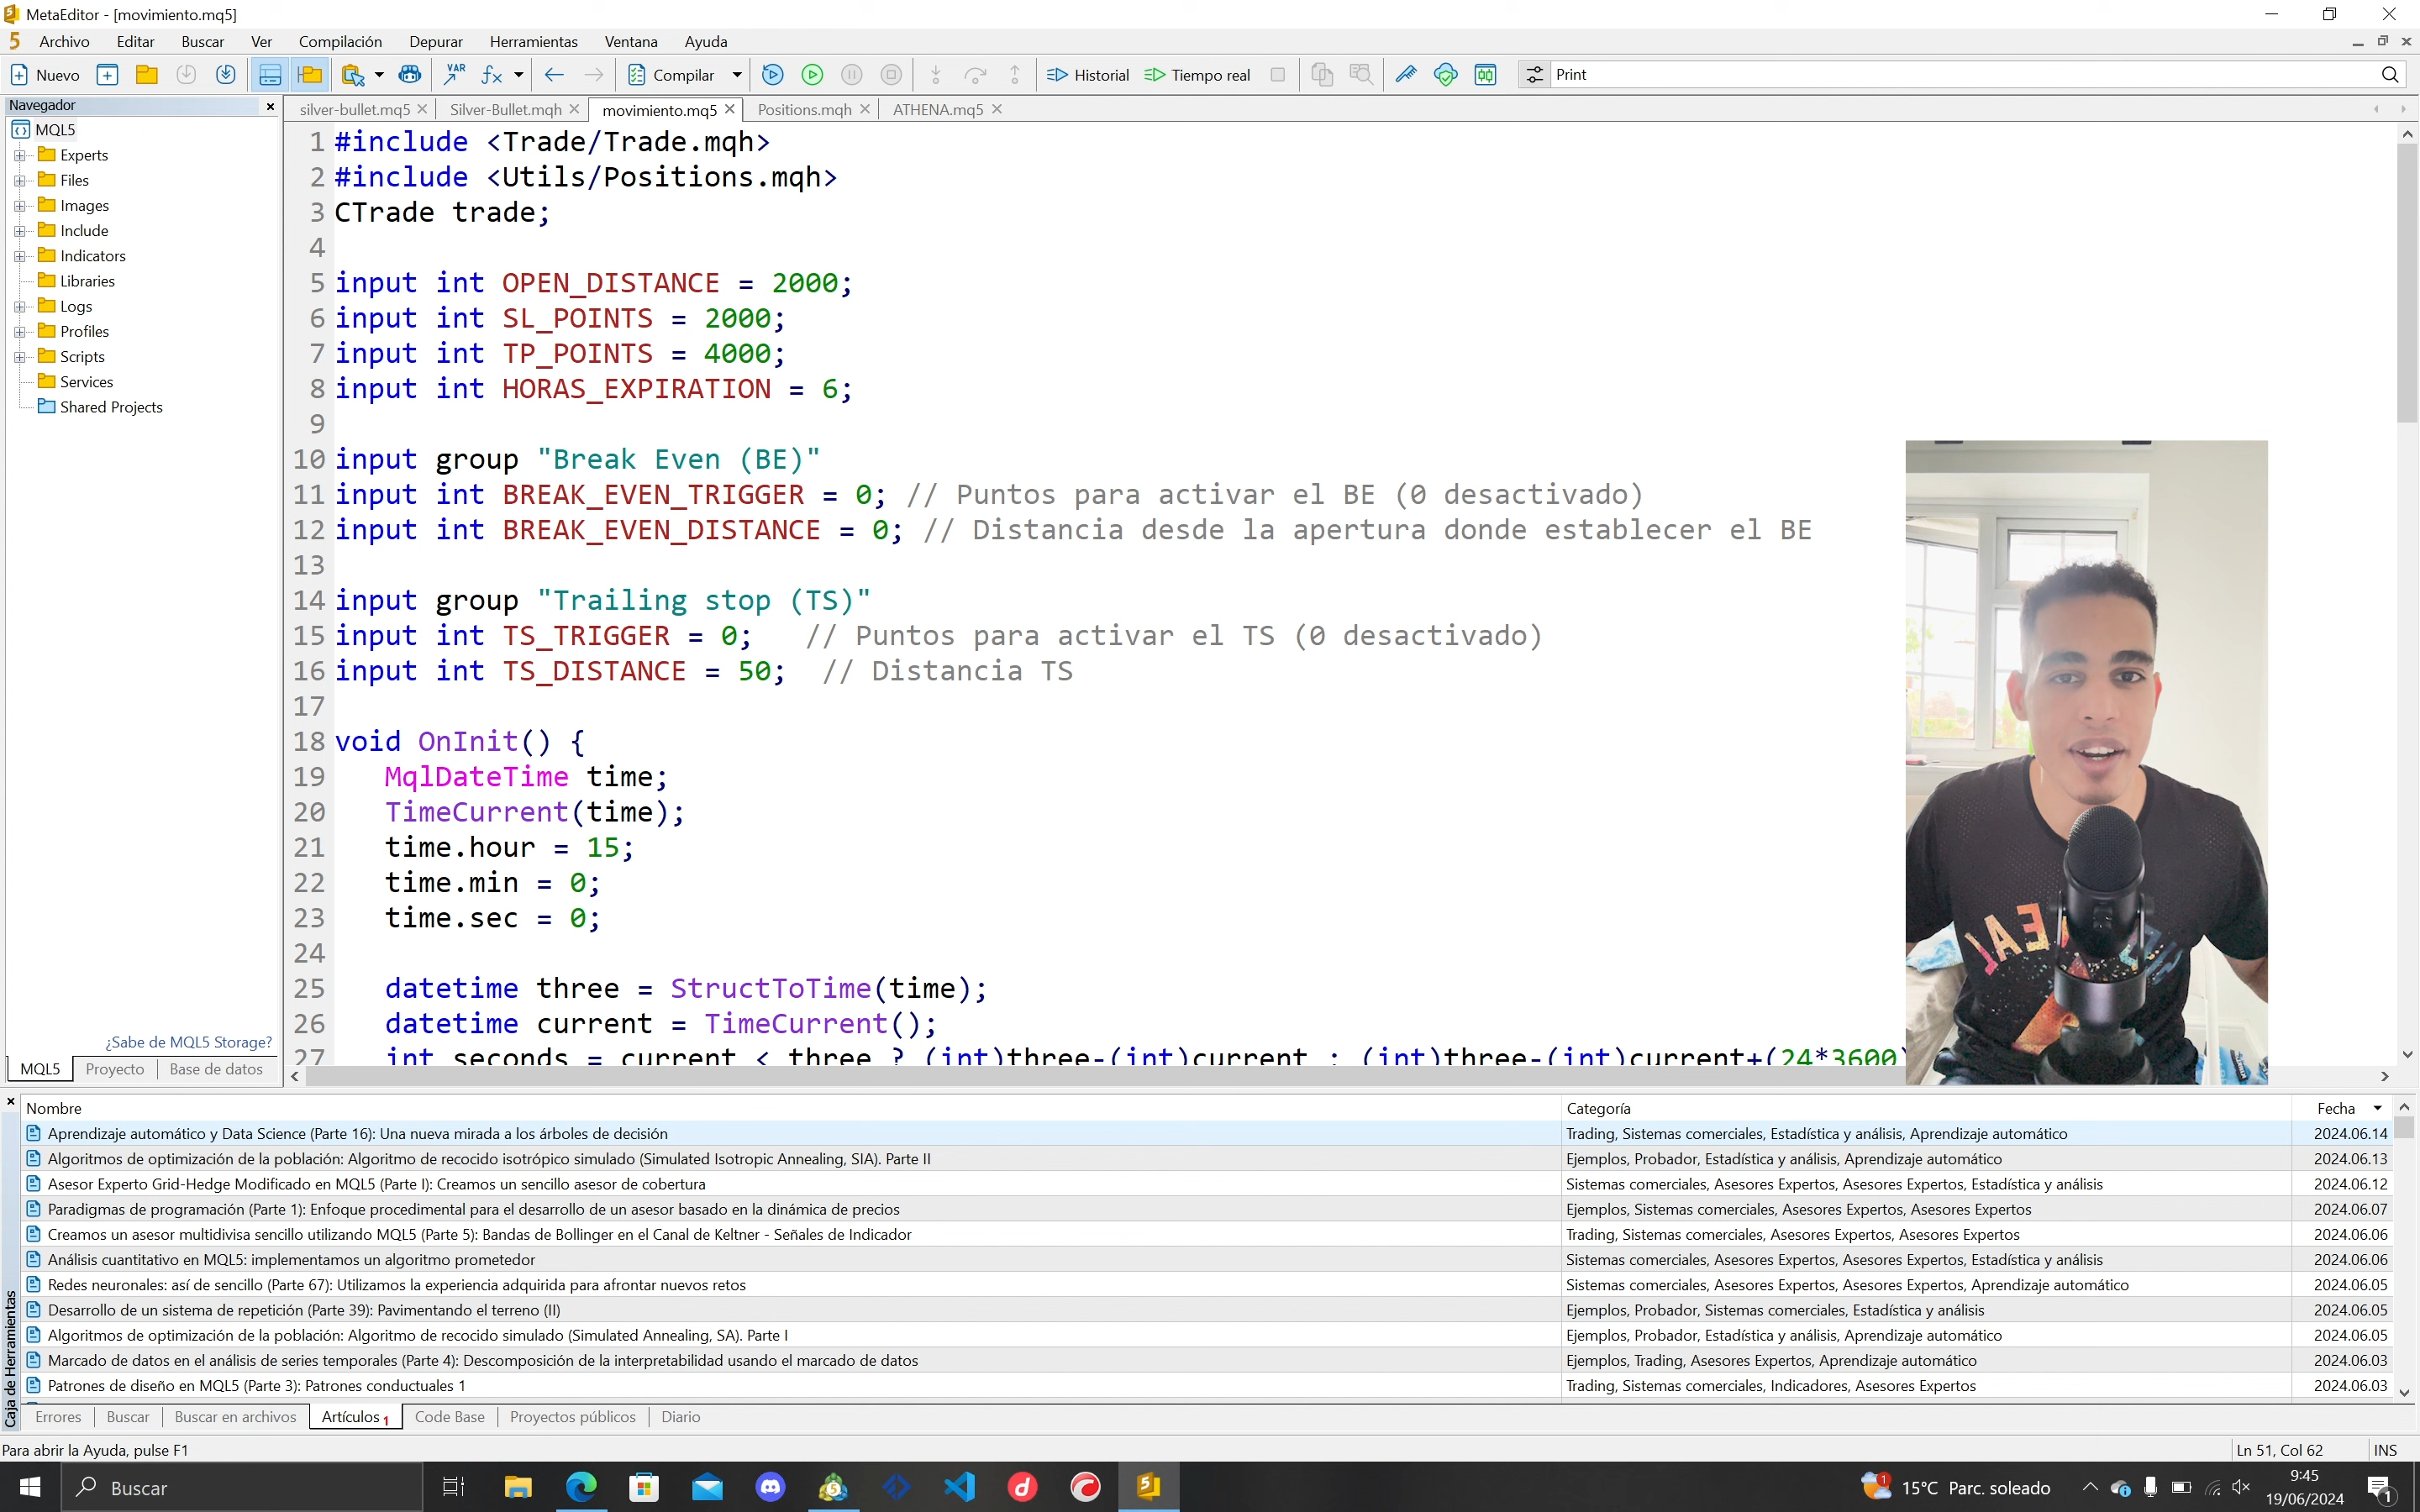 MetaEditor - [movimiento.mq5]
5 Archivo Editar Buscar Ver Compilación Depurar Herramientas Ventana Ayuda
Nuevo VAR fx Compilar Historial Tiempo real Print
Navegador
silver-bullet.mq5 Silver-Bullet.mqh movimiento.mq5 Positions.mqh ATHENA.mq5
MQL5
Experts
Files
Images
Include
Indicators
Libraries
Logs
Profiles
Scripts
Services
Shared Projects
¿Sabe de MQL5 Storage?
MQL5 Proyecto Base de datos
1 #include <Trade/Trade.mqh>
2 #include <Utils/Positions.mqh>
3 CTrade trade;
4
5 input int OPEN_DISTANCE = 2000;
6 input int SL_POINTS = 2000;
7 input int TP_POINTS = 4000;
8 input int HORAS_EXPIRATION = 6;
9
10 input group "Break Even (BE)"
11 input int BREAK_EVEN_TRIGGER = 0; // Puntos para activar el BE (0 desactivado)
12 input int BREAK_EVEN_DISTANCE = 0; // Distancia desde la apertura donde establecer el BE
13
14 input group "Trailing stop (TS)"
15 input int TS_TRIGGER = 0; // Puntos para activar el TS (0 desactivado)
16 input int TS_DISTANCE = 50; // Distancia TS
17
18 void OnInit() {
19 MqlDateTime time;
20 TimeCurrent(time);
21 time.hour = 15;
22 time.min = 0;
23 time.sec = 0;
24
25 datetime three = StructToTime(time);
26 datetime current = TimeCurrent();
27 int seconds = current < three ? (int)three-(int)current : (int)three-(int)current+(24*3600)
Nombre Categoría Fecha
Aprendizaje automático y Data Science (Parte 16): Una nueva mirada a los árboles de decisión Trading, Sistemas comerciales, Estadística y análisis, Aprendizaje automático 2024.06.14
Algoritmos de optimización de la población: Algoritmo de recocido isotrópico simulado (Simulated Isotropic Annealing, SIA). Parte II Ejemplos, Probador, Estadística y análisis, Aprendizaje automático 2024.06.13
Asesor Experto Grid-Hedge Modificado en MQL5 (Parte I): Creamos un sencillo asesor de cobertura Sistemas comerciales, Asesores Expertos, Asesores Expertos, Estadística y análisis 2024.06.12
Paradigmas de programación (Parte 1): Enfoque procedimental para el desarrollo de un asesor basado en la dinámica de precios Ejemplos, Sistemas comerciales, Asesores Expertos, Asesores Expertos 2024.06.07
Creamos un asesor multidivisa sencillo utilizando MQL5 (Parte 5): Bandas de Bollinger en el Canal de Keltner - Señales de Indicador Trading, Sistemas comerciales, Asesores Expertos, Asesores Expertos 2024.06.06
Análisis cuantitativo en MQL5: implementamos un algoritmo prometedor Sistemas comerciales, Asesores Expertos, Asesores Expertos, Estadística y análisis 2024.06.06
Redes neuronales: así de sencillo (Parte 67): Utilizamos la experiencia adquirida para afrontar nuevos retos Sistemas comerciales, Asesores Expertos, Asesores Expertos, Aprendizaje automático 2024.06.05
Desarrollo de un sistema de repetición (Parte 39): Pavimentando el terreno (II) Ejemplos, Probador, Sistemas comerciales, Estadística y análisis 2024.06.05
Algoritmos de optimización de la población: Algoritmo de recocido simulado (Simulated Annealing, SA). Parte I Ejemplos, Probador, Estadística y análisis, Aprendizaje automático 2024.06.05
Marcado de datos en el análisis de series temporales (Parte 4): Descomposición de la interpretabilidad usando el marcado de datos Ejemplos, Trading, Asesores Expertos, Aprendizaje automático 2024.06.03
Patrones de diseño en MQL5 (Parte 3): Patrones conductuales 1 Trading, Sistemas comerciales, Indicadores, Asesores Expertos 2024.06.03
Caja de Herramientas
Errores Buscar Buscar en archivos Artículos 1 Code Base Proyectos públicos Diario
Para abrir la Ayuda, pulse F1 Ln 51, Col 62 INS
Buscar 15°C Parc. soleado 9:45
19/06/2024